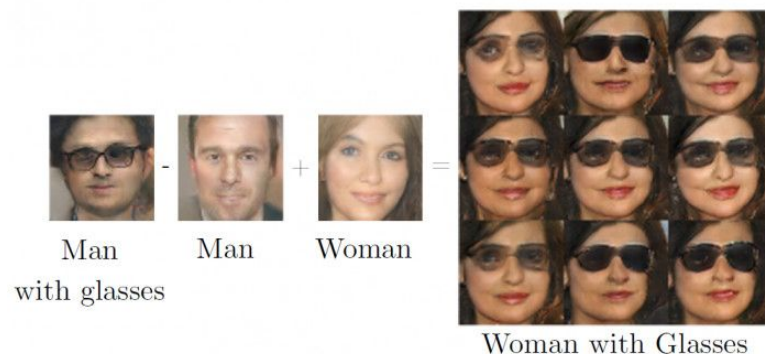 - + =
Man
with glasses
Man
Woman
Woman with Glasses